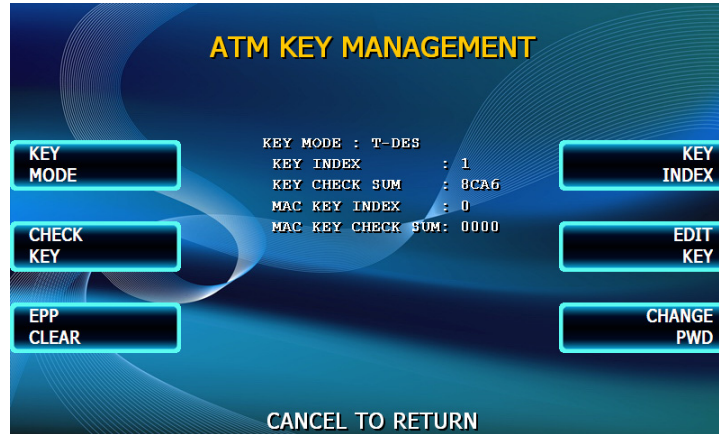 ATM KEY MANAGEMENT
KEY MODE : T-DES
KEY INDEX : 1
KEY CHECK SUM : 8CA6
MAC KEY INDEX : 0
MAC KEY CHECK SUM: 0000
KEY
MODE
CHECK
KEY
EPP
CLEAR
KEY
INDEX
EDIT
KEY
CHANGE
PWD
CANCEL TO RETURN